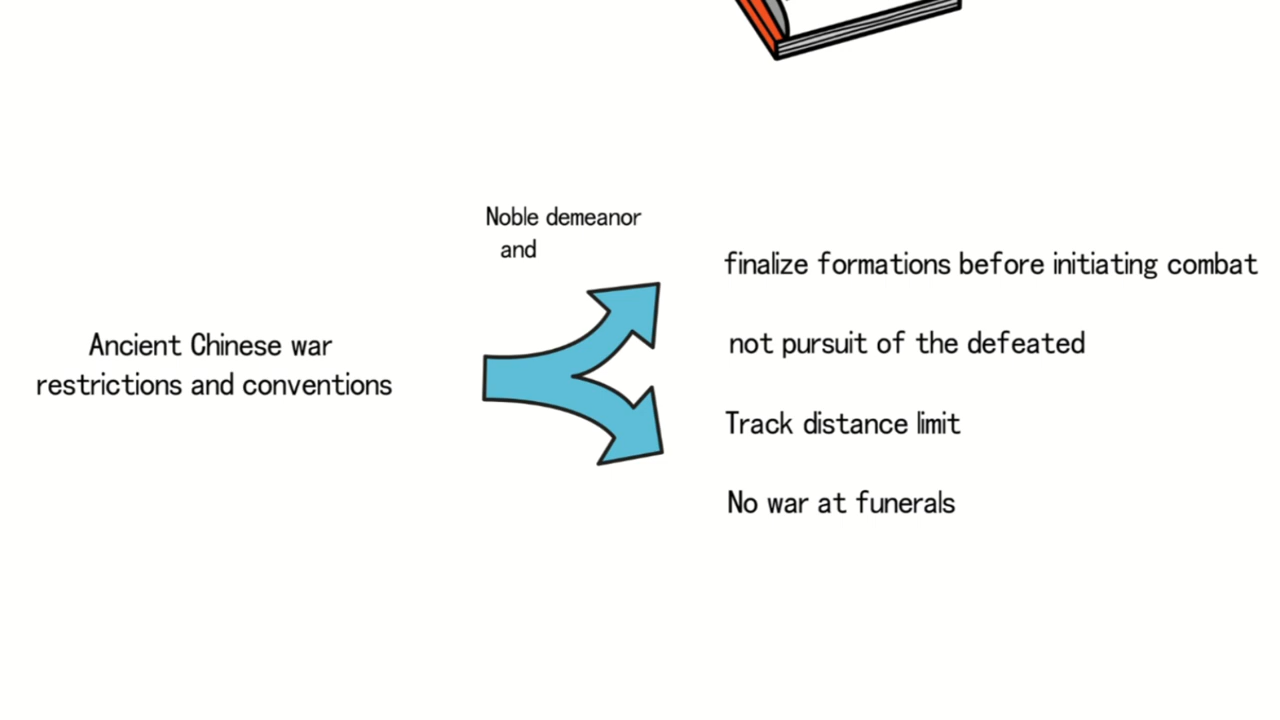 Noble demeanor
and
Ancient Chinese war
restrictions and conventions
finalize formations before initiating combat
not pursuit of the defeated
Track distance limit
No war at funerals